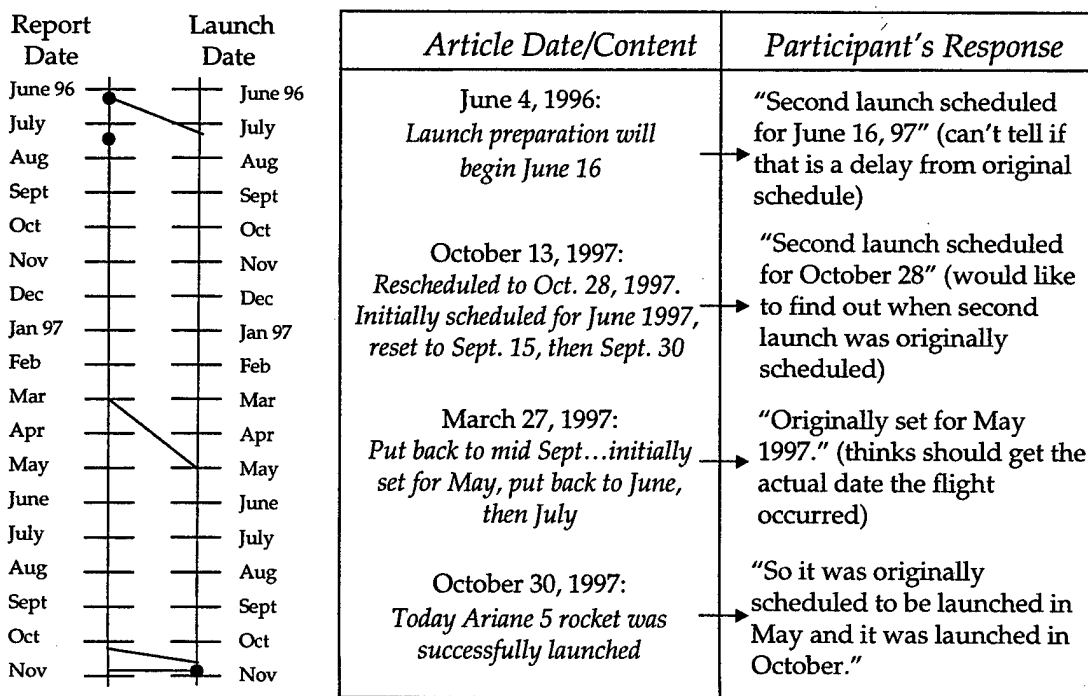 Report Launch
Date Date
June 96 June 96
July July
Aug Aug
Sept Sept
Oct Oct
Nov Nov
Dec Dec
Jan 97 Jan 97
Feb Feb
Mar Mar
Apr Apr
May May
June June
July July
Aug Aug
Sept Sept
Oct Oct
Nov Nov
Article Date/Content
June 4, 1996:
Launch preparation will
begin June 16
October 13, 1997:
Rescheduled to Oct. 28, 1997.
Initially scheduled for June 1997,
reset to Sept. 15, then Sept. 30
March 27, 1997:
Put back to mid Sept...initially
set for May, put back to June,
then July
October 30, 1997:
Today Ariane 5 rocket was
successfully launched
Participant's Response
"Second launch scheduled
for June 16, 97" (can't tell if
that is a delay from original
schedule)
"Second launch scheduled
for October 28" (would like
to find out when second
launch was originally
scheduled)
"Originally set for May
1997." (thinks should get the
actual date the flight
occurred)
"So it was originally
scheduled to be launched in
May and it was launched in
October."